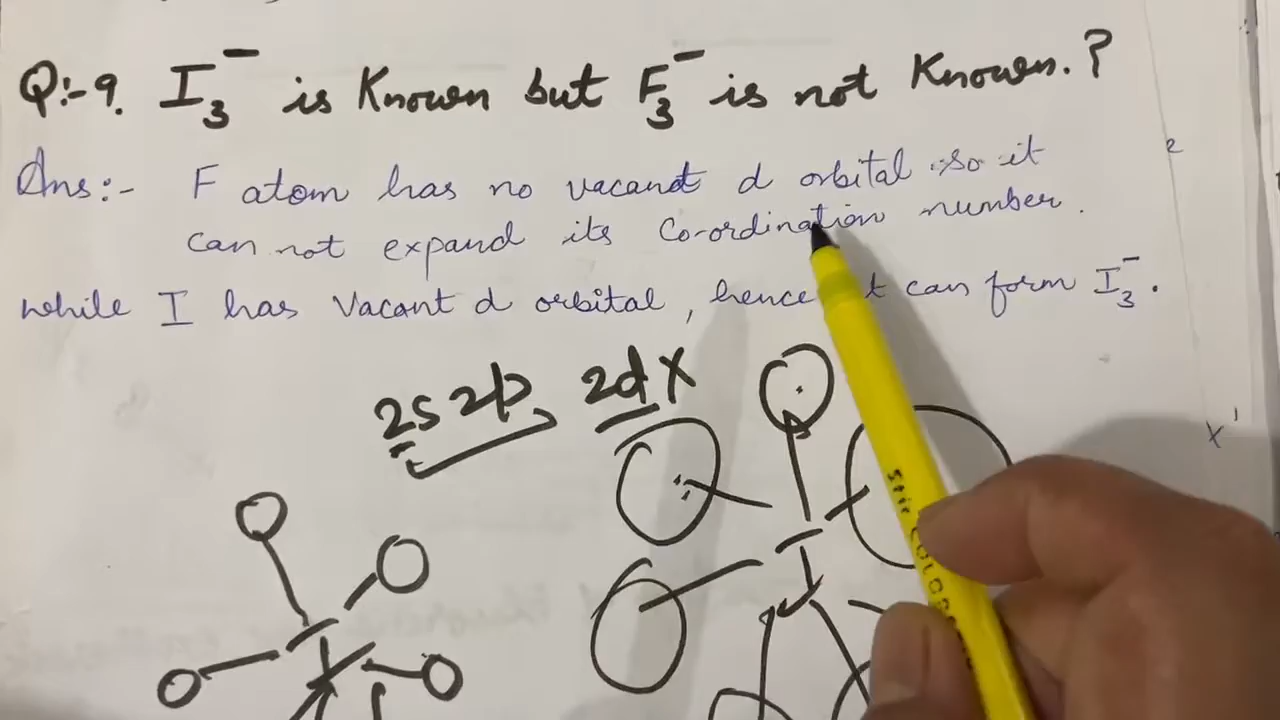 Q:-9. I3⁻ is Known but F3⁻ is not Known.?
Ans:- F atom has no vacant d orbital so it
can not expand its Co-ordination number.
while I has Vacant d orbital, hence it can form I3⁻.
2s 2p 2d X
I
I